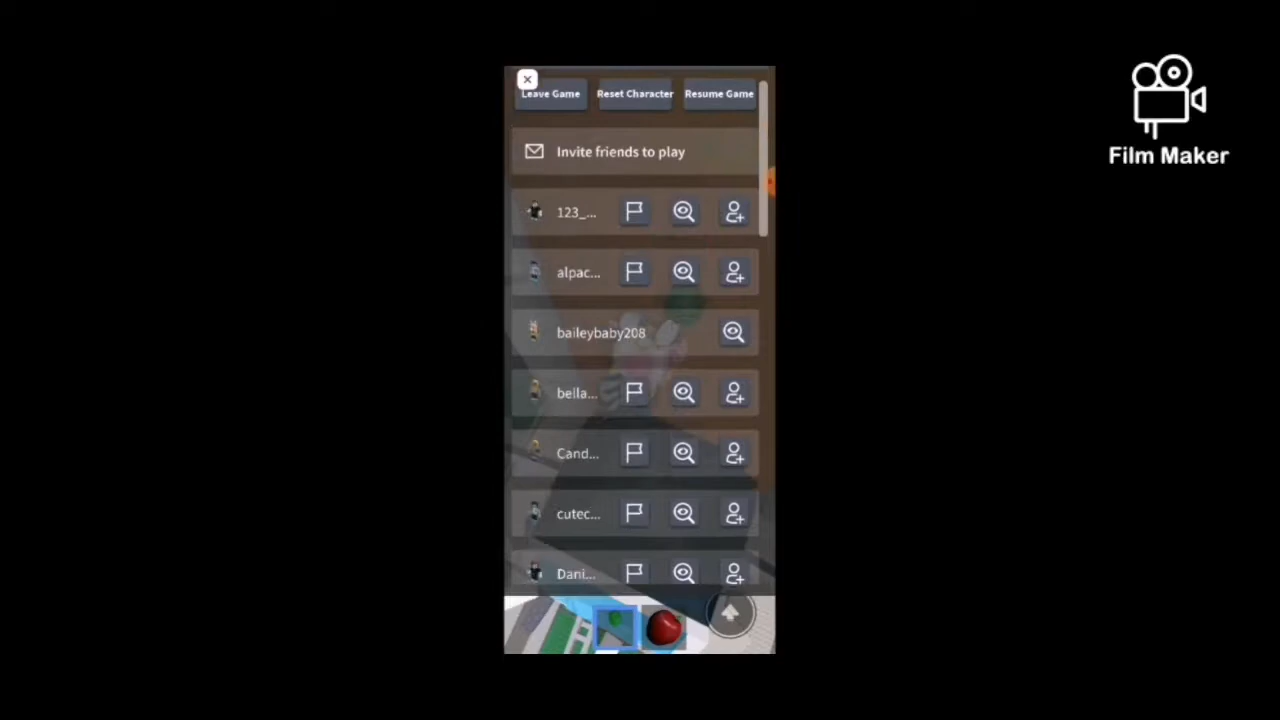 Leave Game
Reset Character
Resume Game
Invite friends to play
123_...
alpac...
baileybaby208
bella...
Cand...
cutec...
Dani...
Film Maker